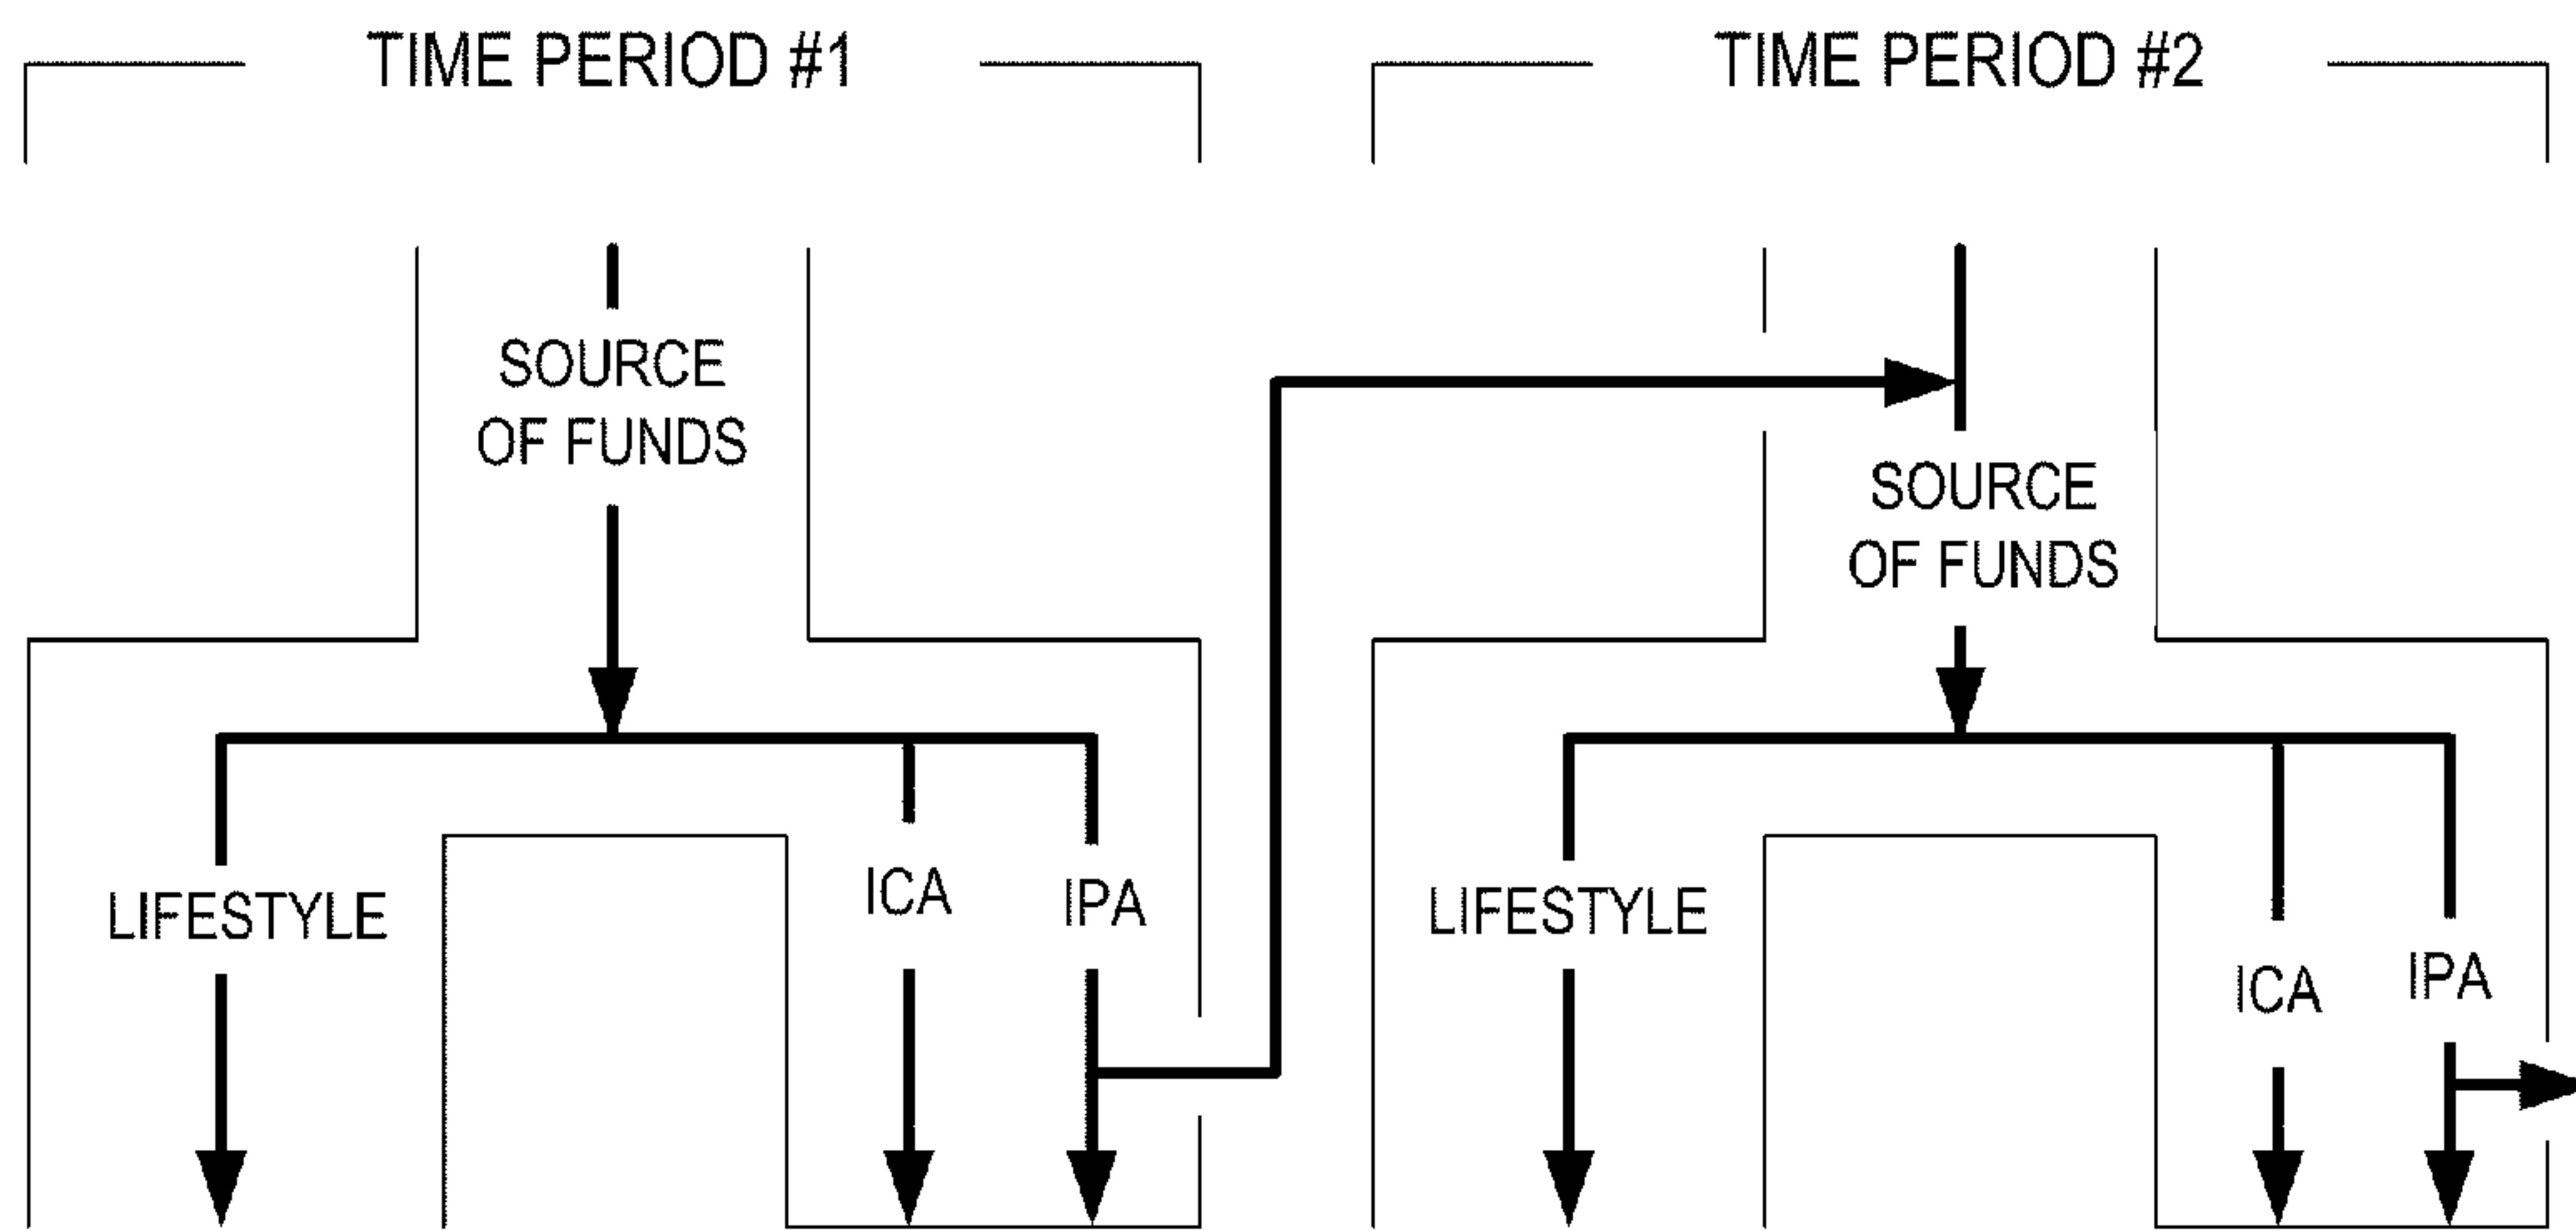 TIME PERIOD #1
TIME PERIOD #2
SOURCE
OF FUNDS
SOURCE
OF FUNDS
LIFESTYLE
ICA
IPA
LIFESTYLE
ICA
IPA